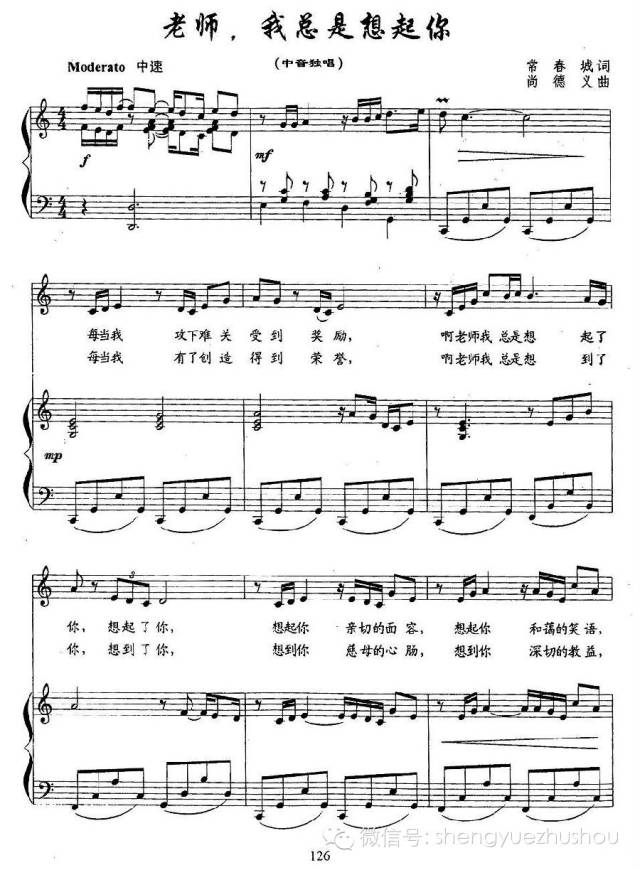 老师，我总是想起你
Moderato 中速
（中音独唱）
常春城词
尚德义曲
f
mf
每当我 攻下难关 受到 奖励， 啊老师我 总是想 起了
每当我 有了创造 得到 荣誉， 啊老师我 总是想 到了
mp
3
你， 想起了你， 想起你 亲切的面容， 想起你 和蔼的笑语，
你， 想到了你， 想到你 慈母的心肠， 想到你 深切的教益，
微信号: shengyuezhushou
126